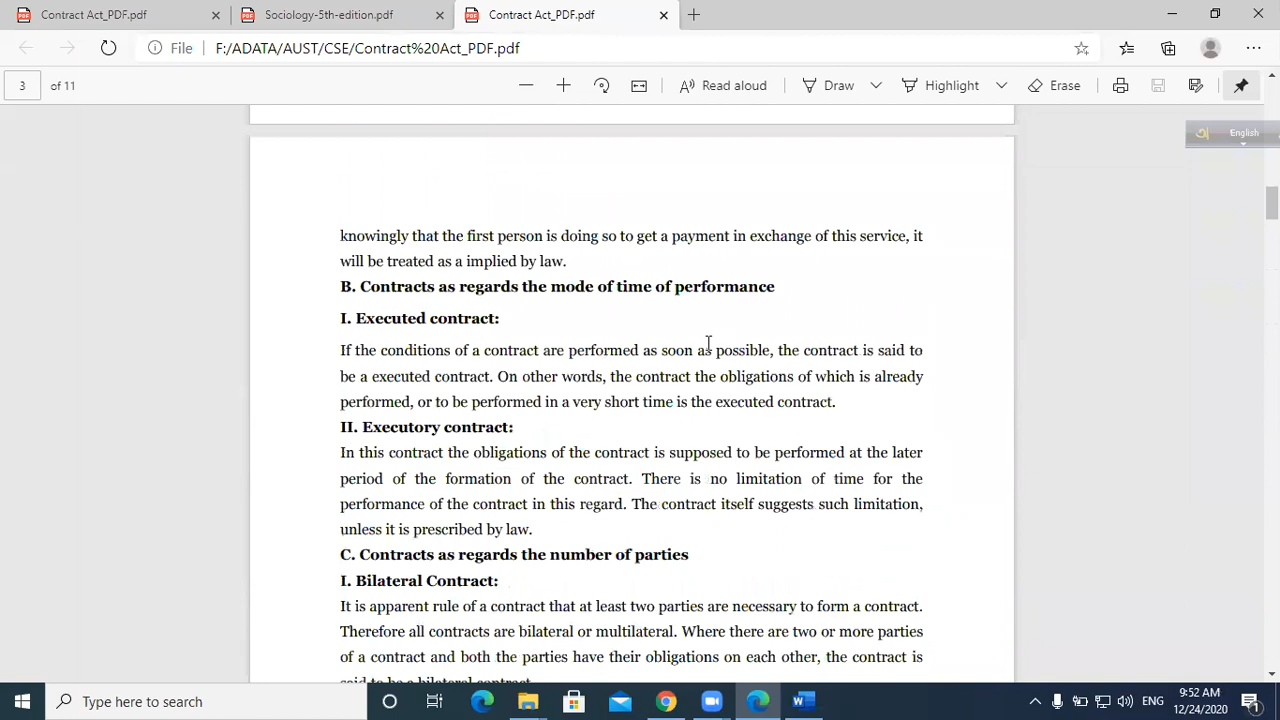 Contract Act_PDF.pdf
Sociology-5th-edition.pdf
Contract Act_PDF.pdf
File F:/ADATA/AUST/CSE/Contract%20Act_PDF.pdf
3 of 11
Read aloud
Draw
Highlight
Erase
English
knowingly that the first person is doing so to get a payment in exchange of this service, it
will be treated as a implied by law.
B. Contracts as regards the mode of time of performance
I. Executed contract:
If the conditions of a contract are performed as soon as possible, the contract is said to
be a executed contract. On other words, the contract the obligations of which is already
performed, or to be performed in a very short time is the executed contract.
II. Executory contract:
In this contract the obligations of the contract is supposed to be performed at the later
period of the formation of the contract. There is no limitation of time for the
performance of the contract in this regard. The contract itself suggests such limitation,
unless it is prescribed by law.
C. Contracts as regards the number of parties
I. Bilateral Contract:
It is apparent rule of a contract that at least two parties are necessary to form a contract.
Therefore all contracts are bilateral or multilateral. Where there are two or more parties
of a contract and both the parties have their obligations on each other, the contract is
said to be a bilateral contract.
Type here to search
ENG
9:52 AM
12/24/2020